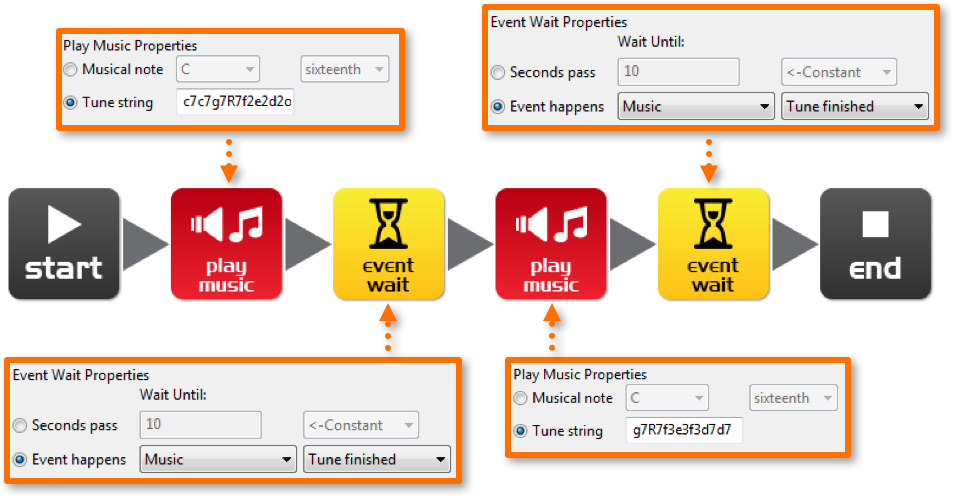 Play Music Properties
Musical note C sixteenth
Tune string c7c7g7R7f2e2d2o
Event Wait Properties
Wait Until:
Seconds pass 10 <-Constant
Event happens Music Tune finished
start
play
music
event
wait
play
music
event
wait
end
Event Wait Properties
Wait Until:
Seconds pass 10 <-Constant
Event happens Music Tune finished
Play Music Properties
Musical note C sixteenth
Tune string g7R7f3e3f3d7d7